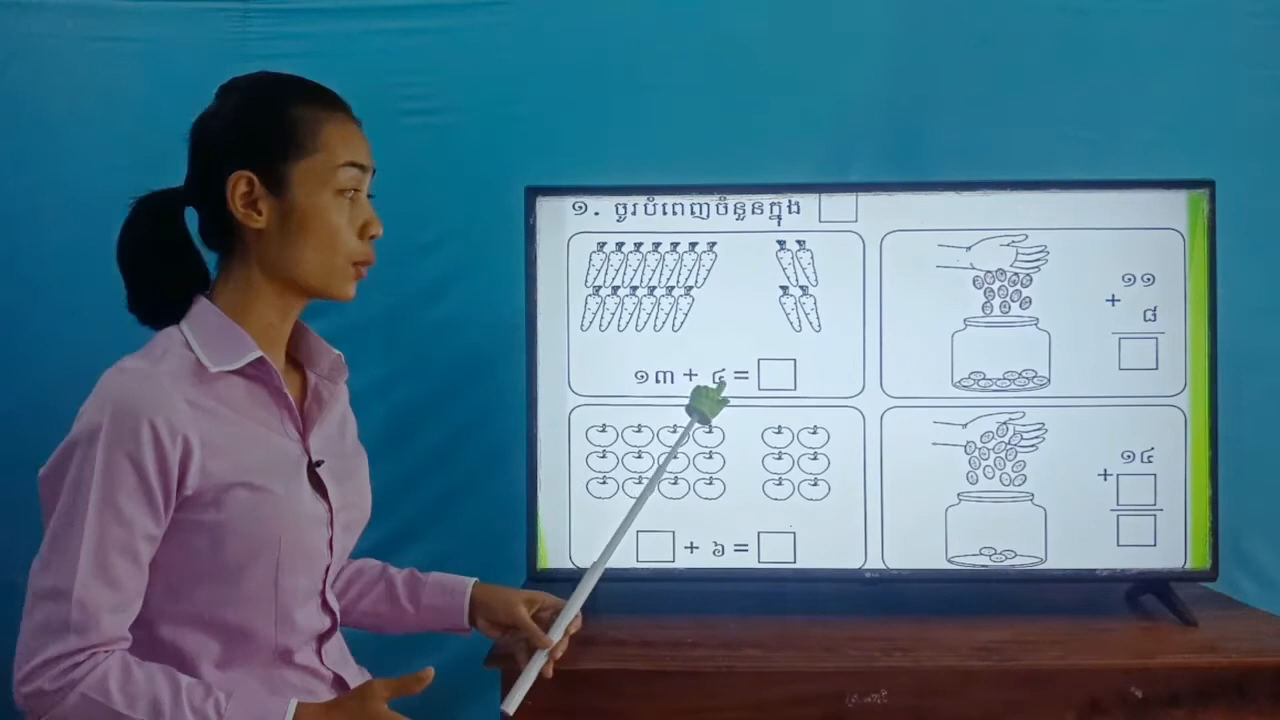 ១. ចូរបំពេញចំនួនក្នុង
១៣ + ៤ =
១១
+
៨
+ ៦ =
១៤
+
LG